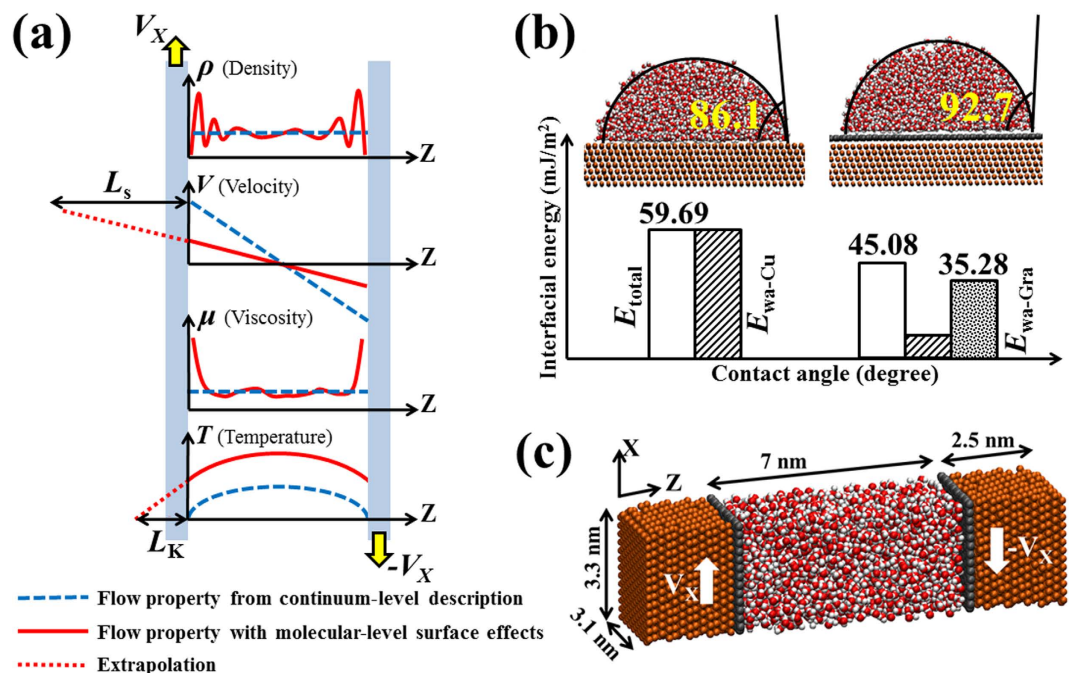 (a)
V_X
ρ (Density)
Z
L_s
V (Velocity)
Z
μ (Viscosity)
Z
T (Temperature)
Z
L_K
-V_X
Flow property from continuum-level description
Flow property with molecular-level surface effects
Extrapolation
(b)
86.1
92.7
Interfacial energy (mJ/m²)
59.69
E_total
E_wa-Cu
45.08
35.28
E_wa-Gra
Contact angle (degree)
(c)
X
Z
7 nm
2.5 nm
3.3 nm
3.1 nm
V_X
-V_X